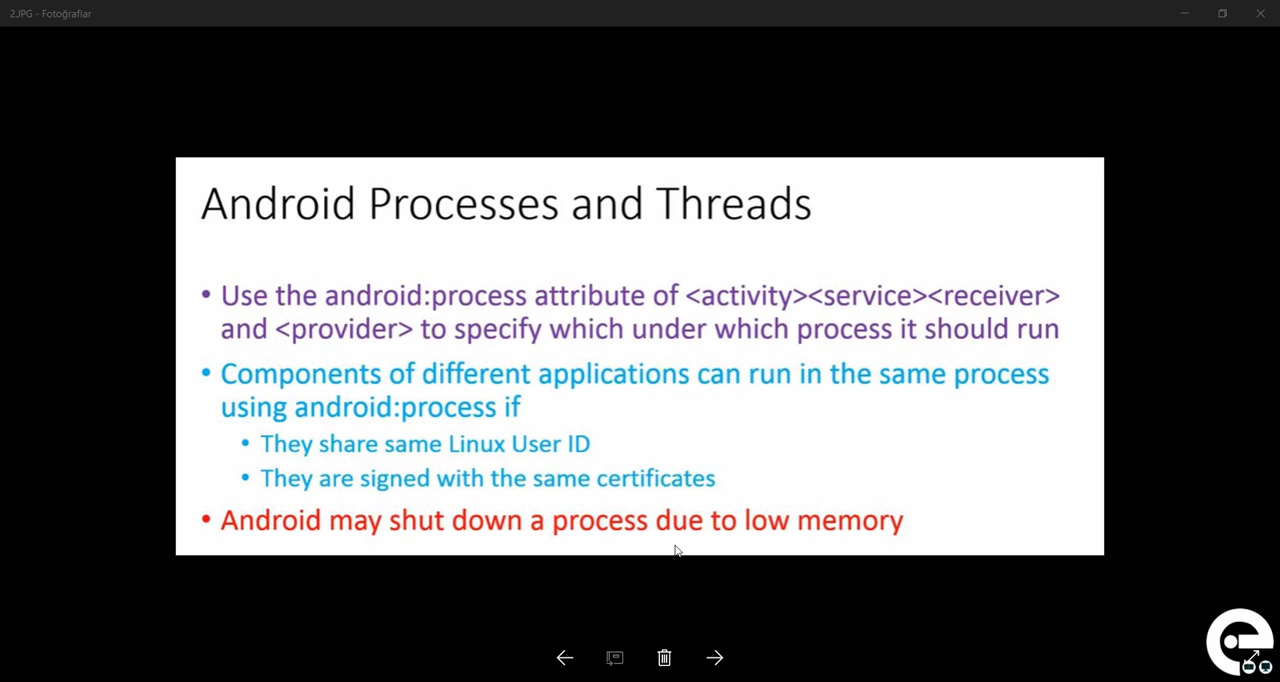 2.JPG - Fotoğraflar
Android Processes and Threads
• Use the android:process attribute of <activity><service><receiver>
and <provider> to specify which under which process it should run
• Components of different applications can run in the same process
using android:process if
• They share same Linux User ID
• They are signed with the same certificates
• Android may shut down a process due to low memory